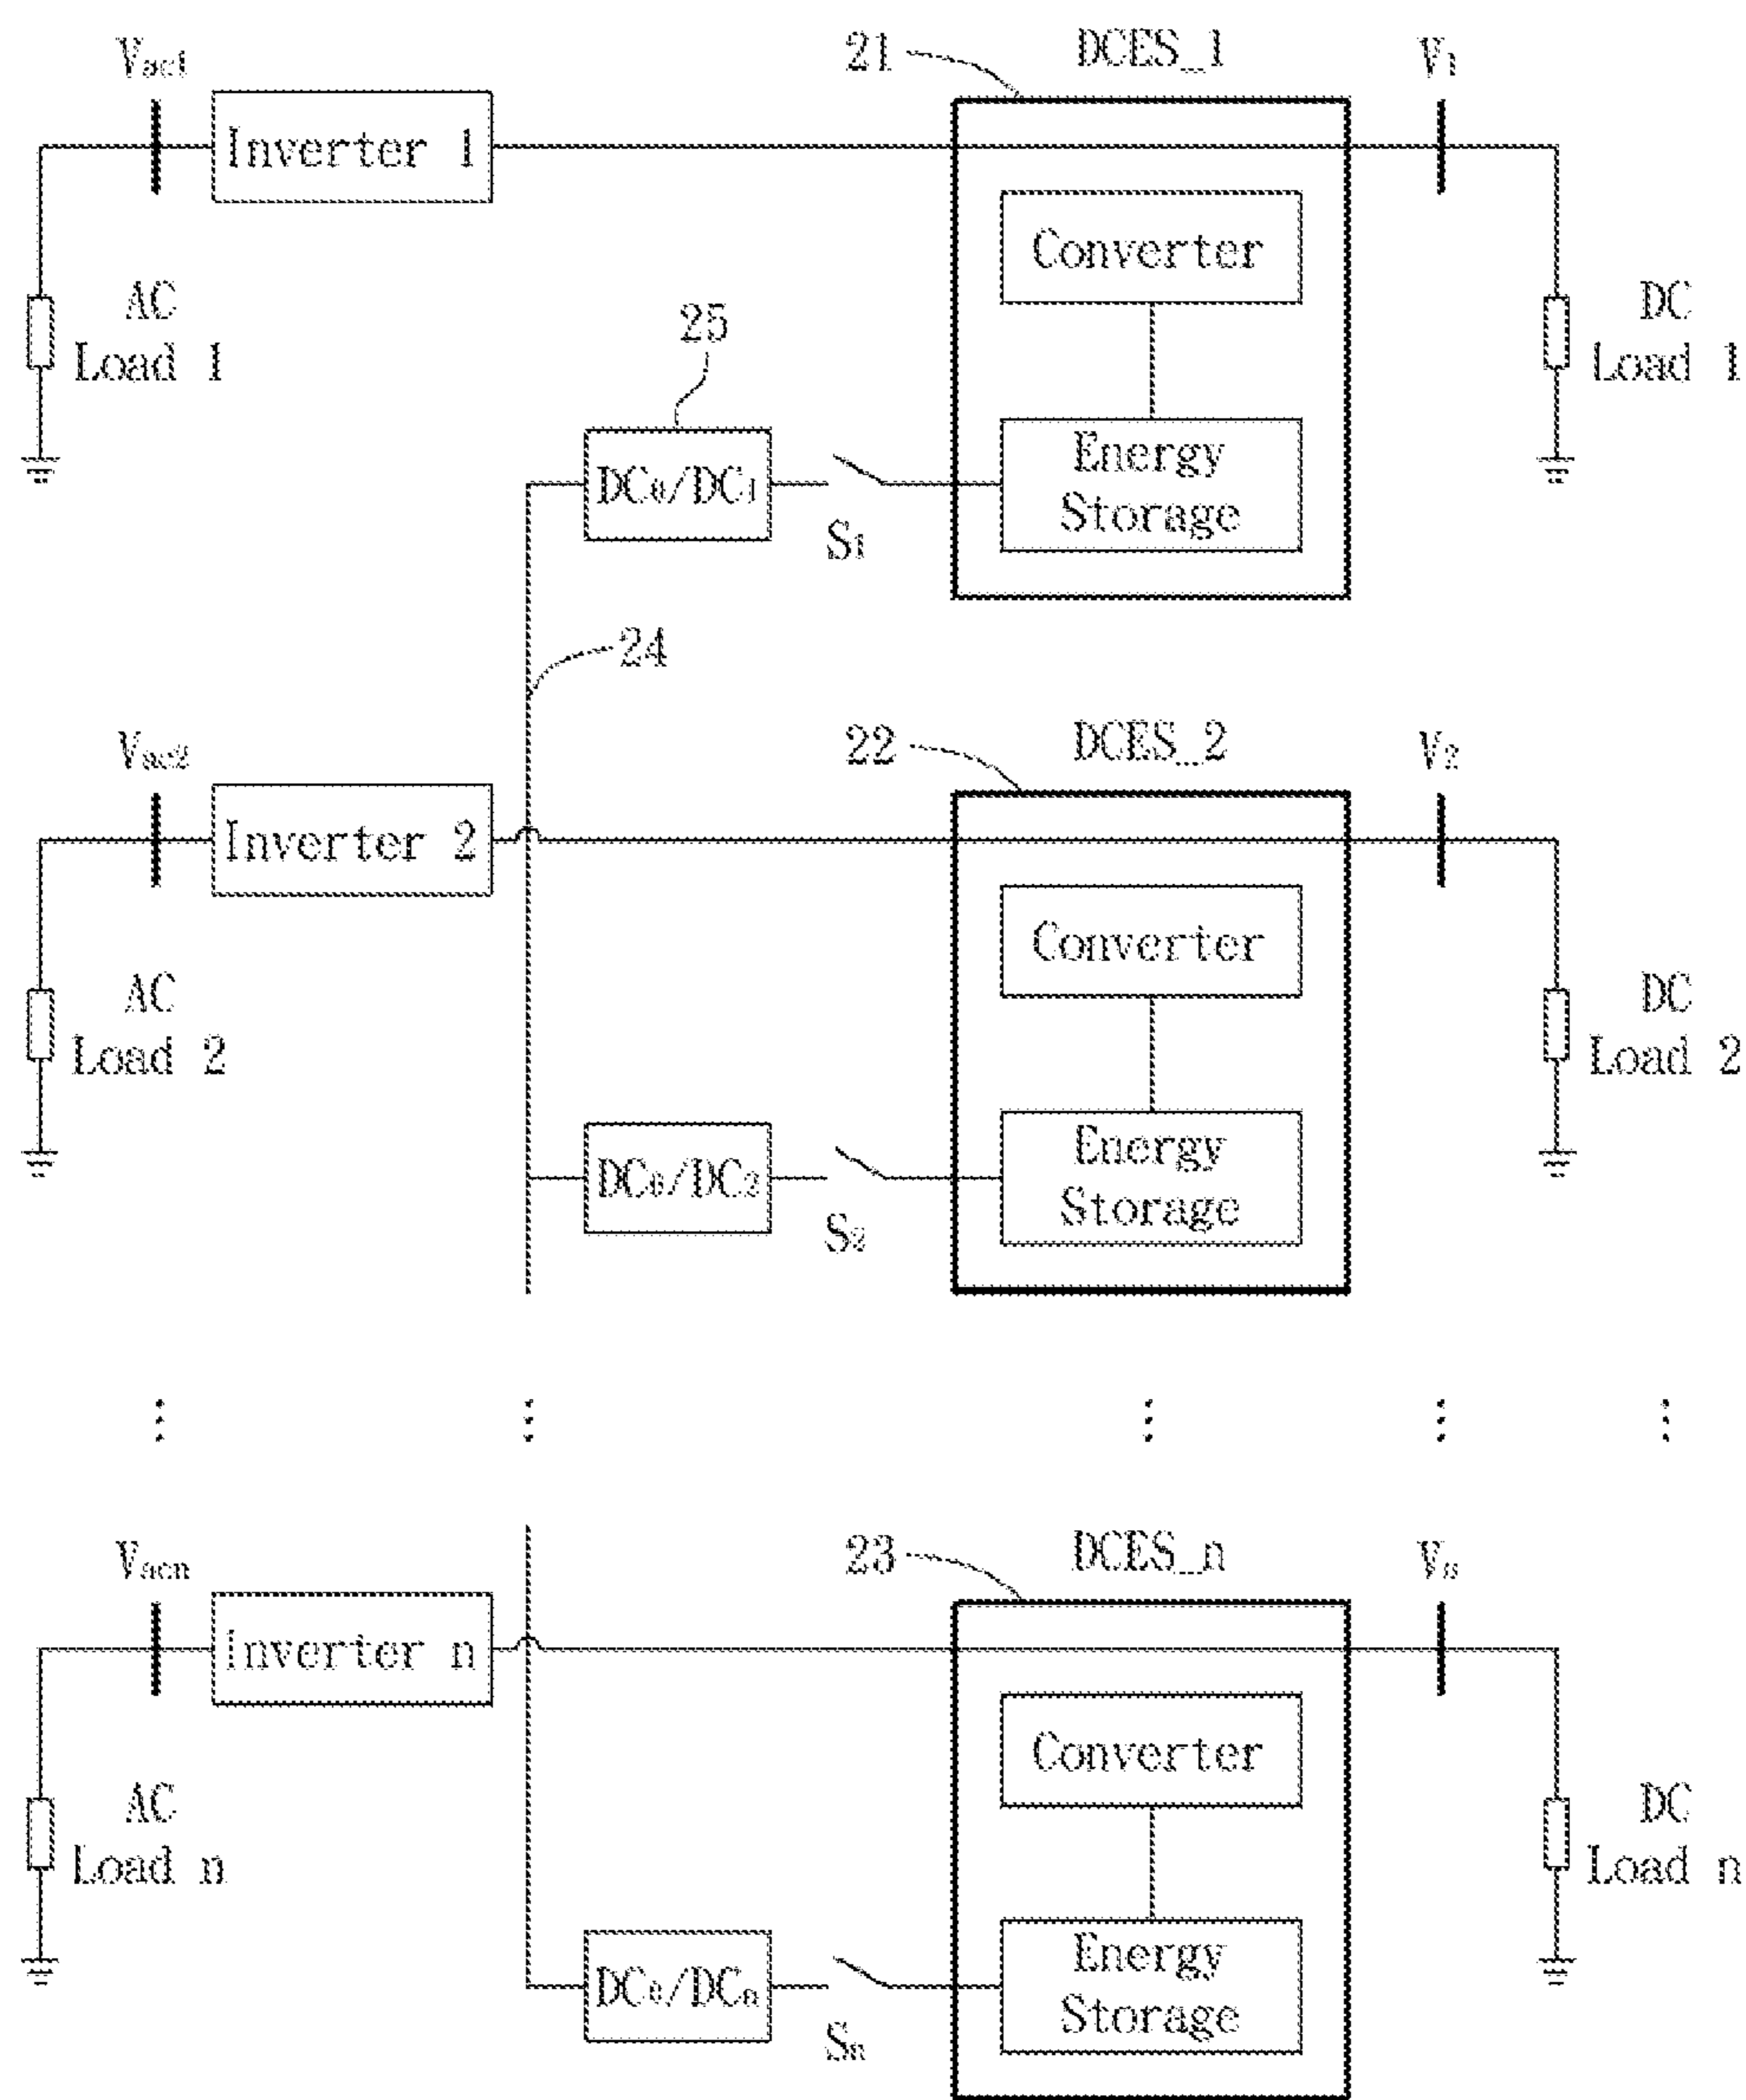 21
DCES_1
Vac1
V1
Inverter 1
Converter
AC
Load 1
25
DC
Load 1
DC0/DC1
S1
Energy
Storage
24
22
DCES_2
Vac2
V2
Inverter 2
Converter
AC
Load 2
DC
Load 2
DC0/DC2
S2
Energy
Storage
23
DCES_n
Vacn
Vn
Inverter n
Converter
AC
Load n
DC
Load n
DC0/DCn
Sn
Energy
Storage